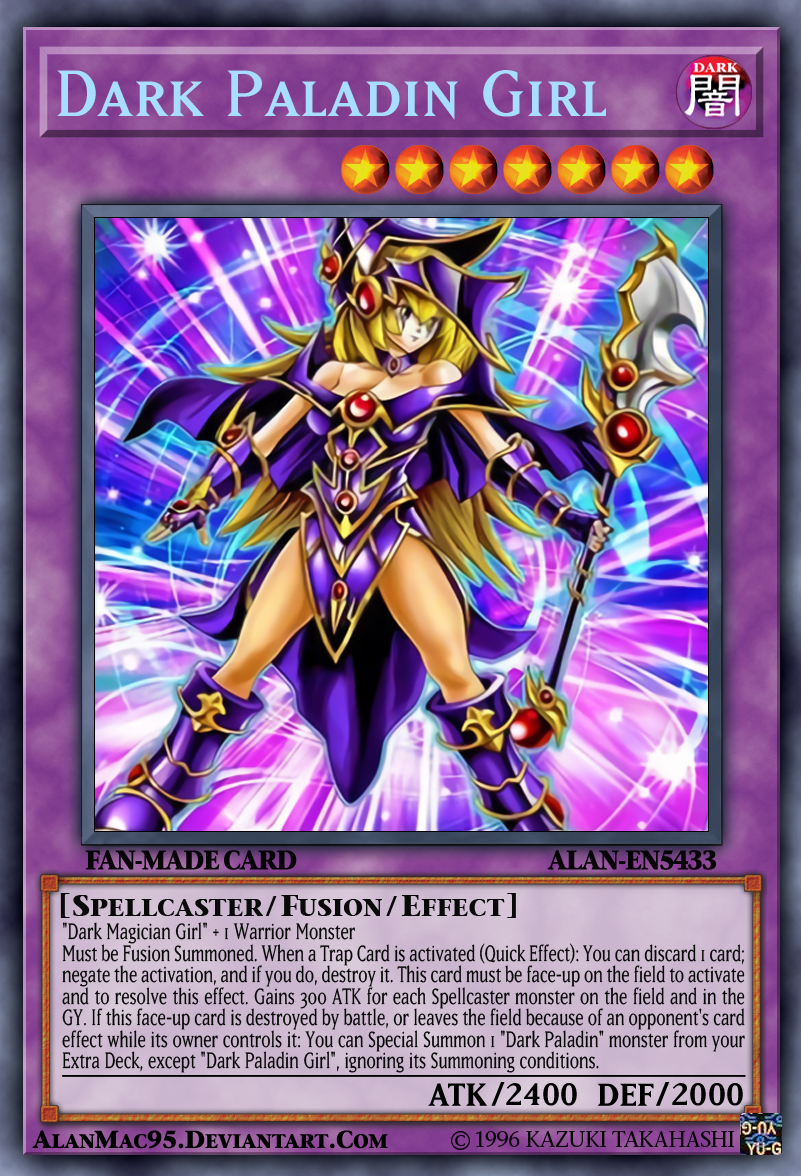 Dark Paladin Girl
DARK
闇
FAN-MADE CARD ALAN-EN5433
[Spellcaster/Fusion/Effect]
"Dark Magician Girl" + 1 Warrior Monster
Must be Fusion Summoned. When a Trap Card is activated (Quick Effect): You can discard 1 card;
negate the activation, and if you do, destroy it. This card must be face-up on the field to activate
and to resolve this effect. Gains 300 ATK for each Spellcaster monster on the field and in the
GY. If this face-up card is destroyed by battle, or leaves the field because of an opponent's card
effect while its owner controls it: You can Special Summon 1 "Dark Paladin" monster from your
Extra Deck, except "Dark Paladin Girl", ignoring its Summoning conditions.
ATK/2400 DEF/2000
AlanMac95.Deviantart.Com © 1996 KAZUKI TAKAHASHI
YU-G
YU-G